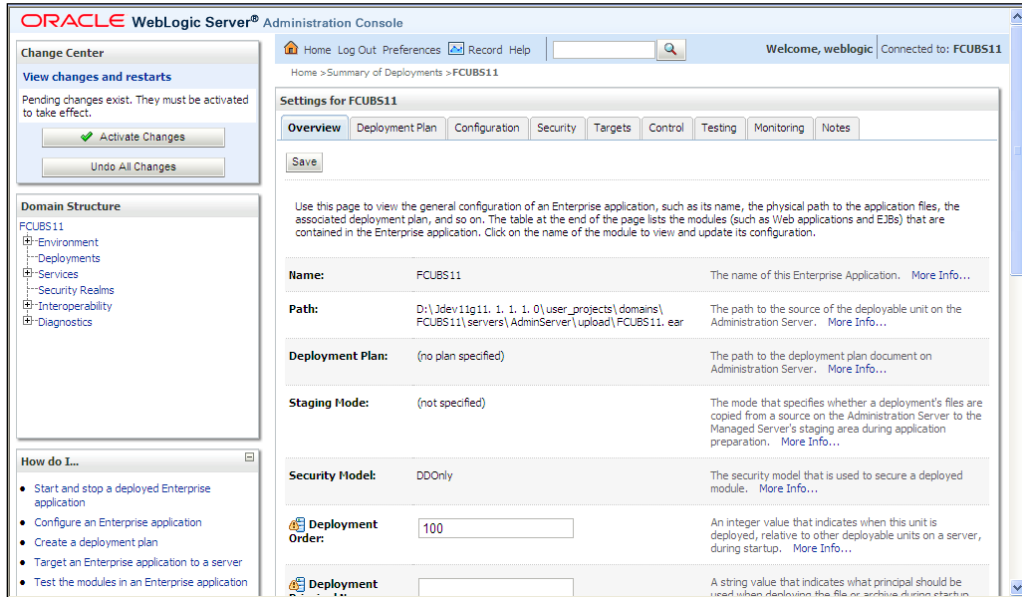 ORACLE WebLogic Server® Administration Console
Change Center
View changes and restarts
Pending changes exist. They must be activated
to take effect.
Activate Changes
Undo All Changes
Domain Structure
FCUBS11
Environment
Deployments
Services
Security Realms
Interoperability
Diagnostics
How do I...
Start and stop a deployed Enterprise
application
Configure an Enterprise application
Create a deployment plan
Target an Enterprise application to a server
Test the modules in an Enterprise application
Home Log Out Preferences Record Help
Welcome, weblogic Connected to: FCUBS11
Home >Summary of Deployments >FCUBS11
Settings for FCUBS11
Overview Deployment Plan Configuration Security Targets Control Testing Monitoring Notes
Save
Use this page to view the general configuration of an Enterprise application, such as its name, the physical path to the application files, the
associated deployment plan, and so on. The table at the end of the page lists the modules (such as Web applications and EJBs) that are
contained in the Enterprise application. Click on the name of the module to view and update its configuration.
Name: FCUBS11 The name of this Enterprise Application. More Info...
Path: D:\Jdev11g11. 1. 1. 1. 0\user_projects\domains\ The path to the source of the deployable unit on the
FCUBS11\servers\AdminServer\upload\FCUBS11. ear Administration Server. More Info...
Deployment Plan: (no plan specified) The path to the deployment plan document on
Administration Server. More Info...
Staging Mode: (not specified) The mode that specifies whether a deployment's files are
copied from a source on the Administration Server to the
Managed Server's staging area during application
preparation. More Info...
Security Model: DDOnly The security model that is used to secure a deployed
module. More Info...
Deployment 100 An integer value that indicates when this unit is
Order: deployed, relative to other deployable units on a server,
during startup. More Info...
Deployment A string value that indicates what principal should be
used when deploying the file or archive during startup